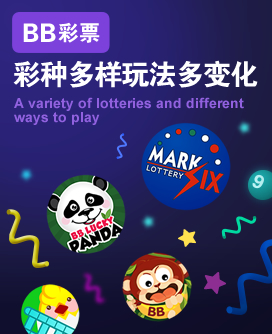 BB彩票
彩种多样玩法多变化
A variety of lotteries and different
ways to play
MARK
LOTTERY
SIX
9
BB LUCKY
PANDA
BB